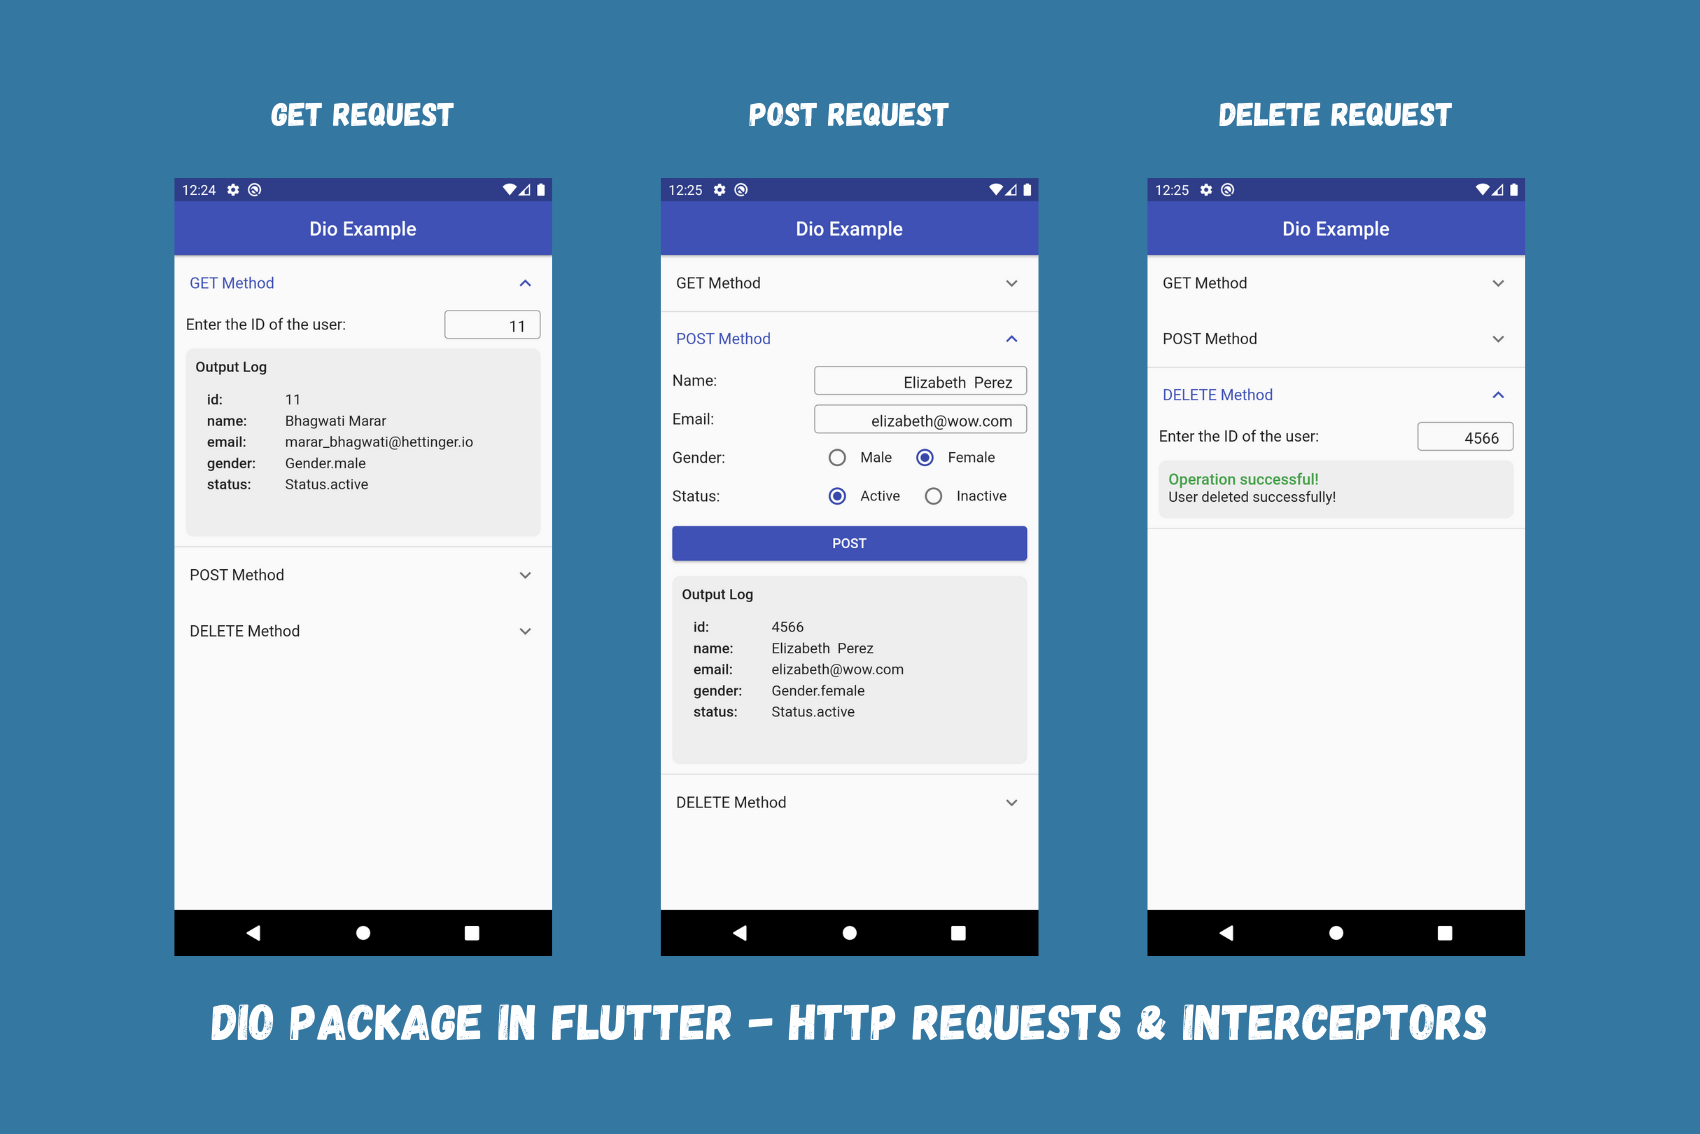 GET REQUEST
12:24
Dio Example
GET Method
Enter the ID of the user: 11
Output Log
id: 11
name: Bhagwati Marar
email: marar_bhagwati@hettinger.io
gender: Gender.male
status: Status.active
POST Method
DELETE Method
POST REQUEST
12:25
Dio Example
GET Method
POST Method
Name: Elizabeth  Perez
Email: elizabeth@wow.com
Gender: Male Female
Status: Active Inactive
POST
Output Log
id: 4566
name: Elizabeth  Perez
email: elizabeth@wow.com
gender: Gender.female
status: Status.active
DELETE Method
DELETE REQUEST
12:25
Dio Example
GET Method
POST Method
DELETE Method
Enter the ID of the user: 4566
Operation successful!
User deleted successfully!
DIO PACKAGE IN FLUTTER - HTTP REQUESTS & INTERCEPTORS